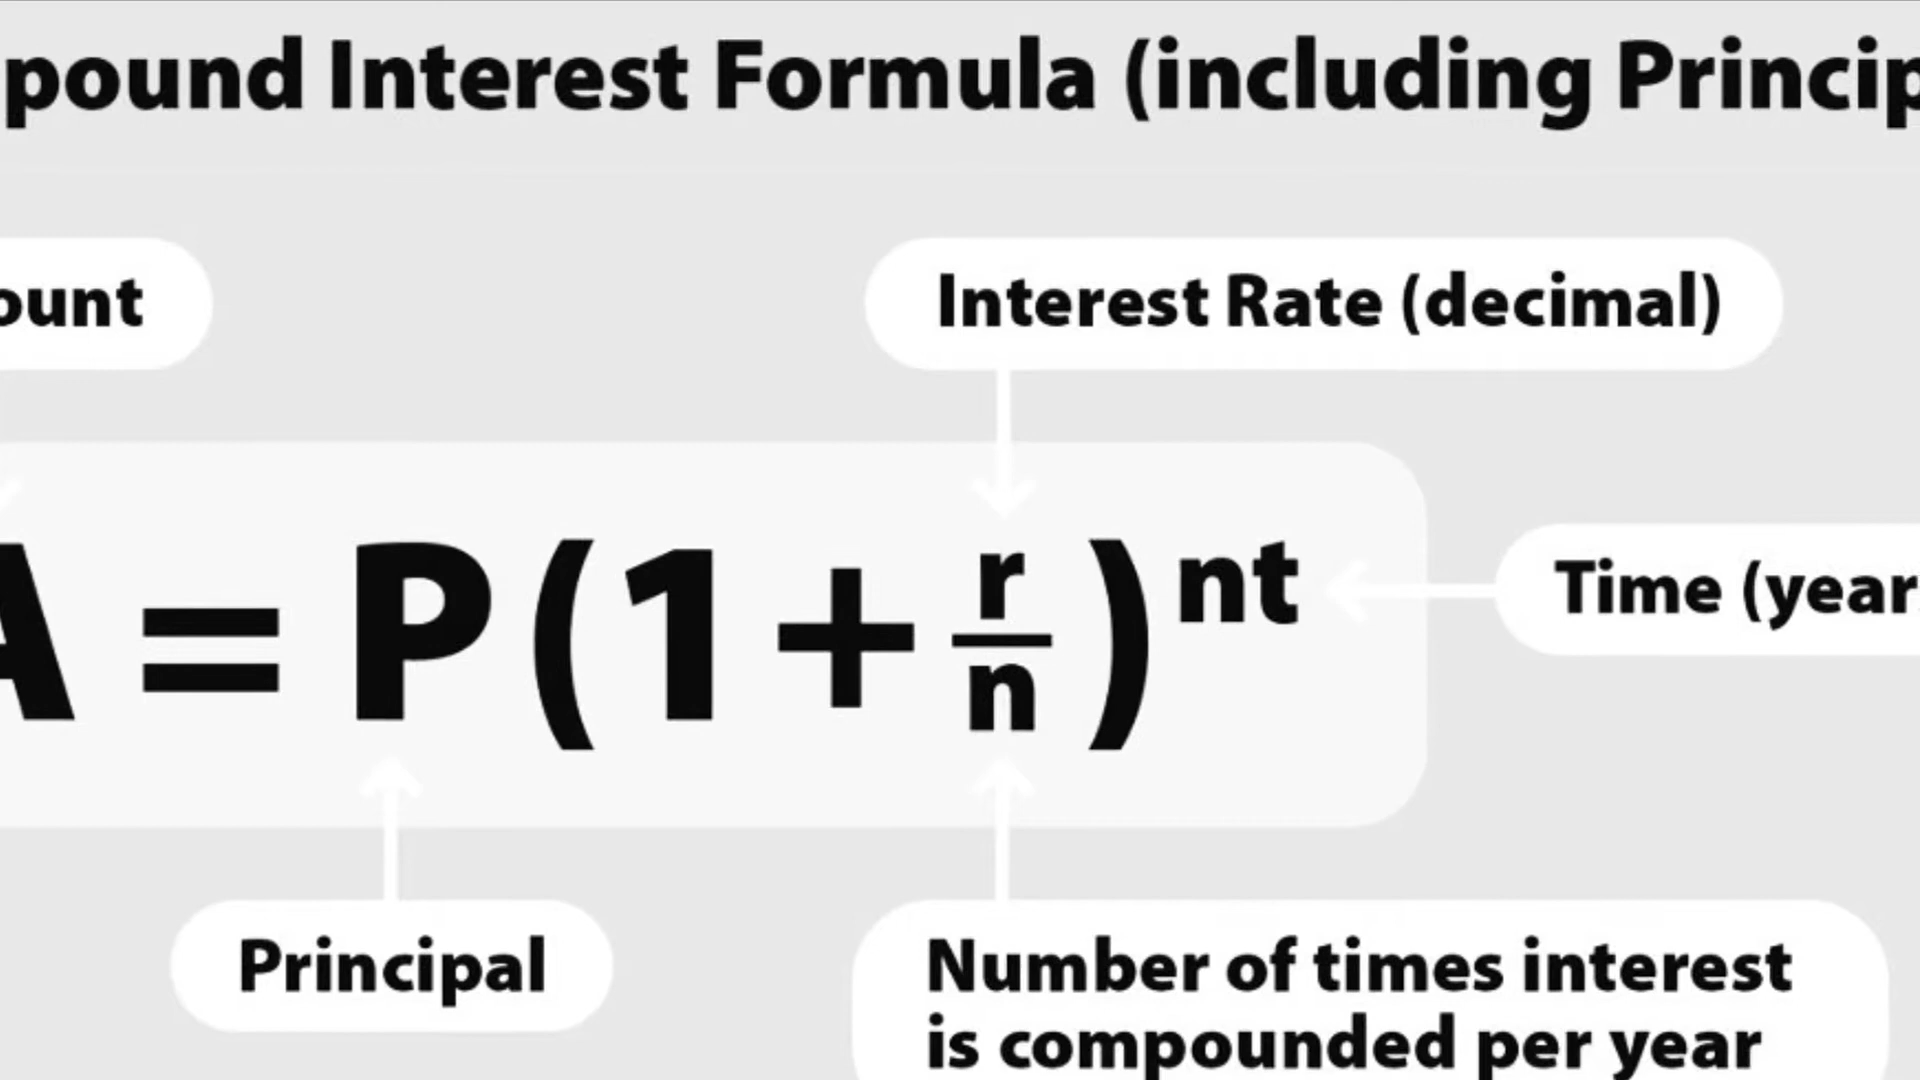 pound Interest Formula (including Princip
ount
Interest Rate (decimal)
A = P(1+r/n)^nt
Time (year
Principal
Number of times interest
is compounded per year